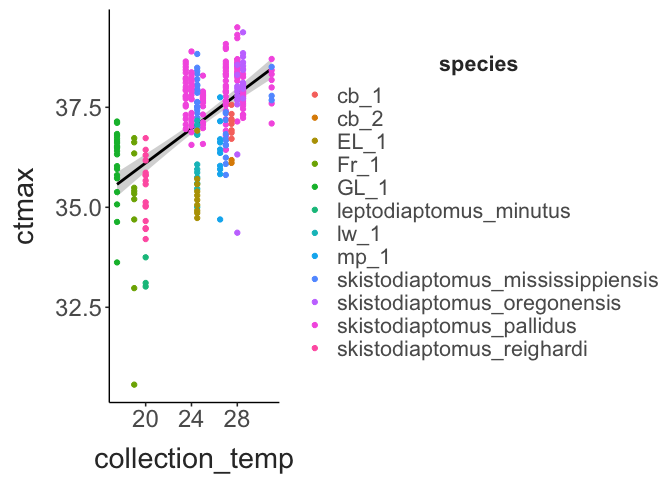 ctmax
37.5
35.0
32.5
20 24 28
collection_temp
species
cb_1
cb_2
EL_1
Fr_1
GL_1
leptodiaptomus_minutus
lw_1
mp_1
skistodiaptomus_mississippiensis
skistodiaptomus_oregonensis
skistodiaptomus_pallidus
skistodiaptomus_reighardi